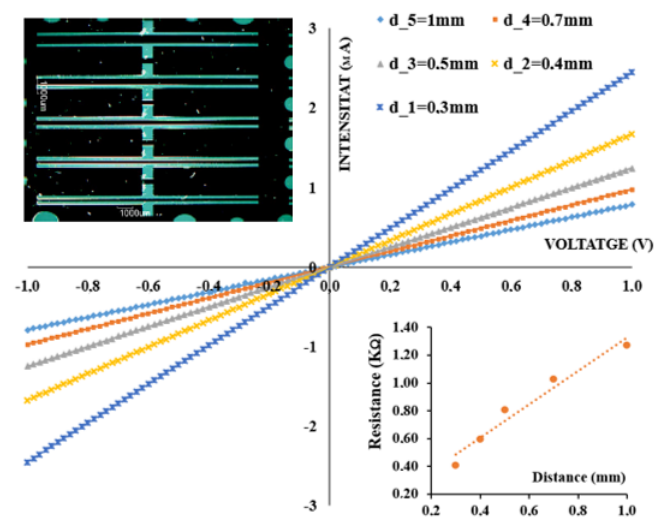 3
2
1
0
-1
-2
-3
INTENSITAT (μA)
d_5=1mm
d_4=0.7mm
d_3=0.5mm
d_2=0.4mm
d_1=0.3mm
1000um
1000um
VOLTATGE (V)
-1.0 -0.8 -0.6 -0.4 -0.2 0.0 0,2 0,4 0,6 0.8 1.0
Resistance (KΩ)
1.40
1.20
1.00
0.80
0.60
0.40
0.20
Distance (mm)
0.2 0.4 0.6 0.8 1.0